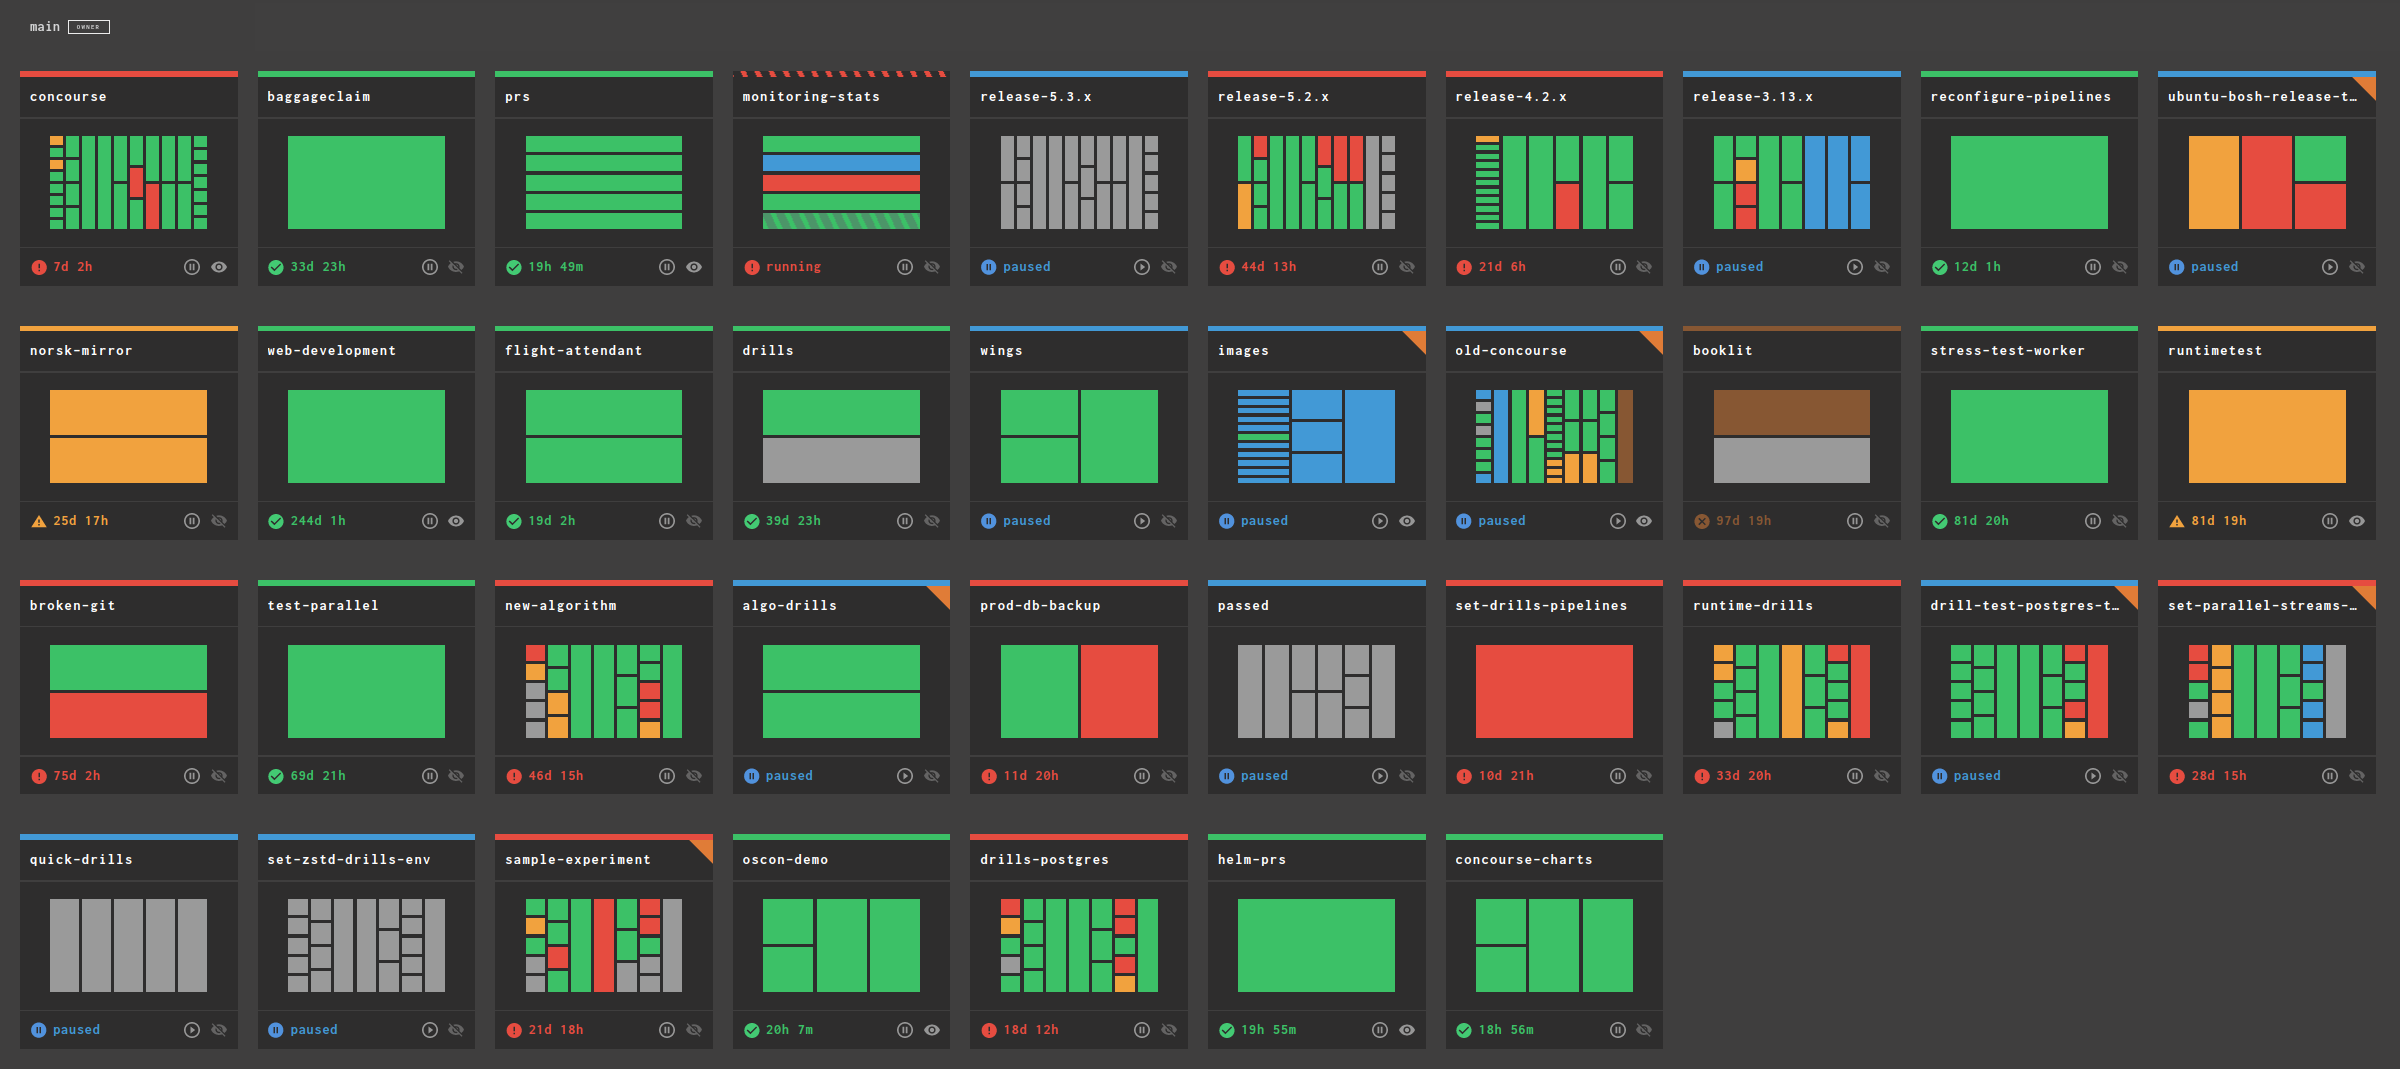 main OWNER
concourse baggageclaim prs monitoring-stats release-5.3.x release-5.2.x release-4.2.x release-3.13.x reconfigure-pipelines ubuntu-bosh-release-t…
7d 2h 33d 23h 19h 49m running paused 44d 13h 21d 6h paused 12d 1h paused
norsk-mirror web-development flight-attendant drills wings images old-concourse booklit stress-test-worker runtimetest
25d 17h 244d 1h 19d 2h 39d 23h paused paused paused 97d 19h 81d 20h 81d 19h
broken-git test-parallel new-algorithm algo-drills prod-db-backup passed set-drills-pipelines runtime-drills drill-test-postgres-t… set-parallel-streams-…
75d 2h 69d 21h 46d 15h paused 11d 20h paused 10d 21h 33d 20h paused 28d 15h
quick-drills set-zstd-drills-env sample-experiment oscon-demo drills-postgres helm-prs concourse-charts
paused paused 21d 18h 20h 7m 18d 12h 19h 55m 18h 56m